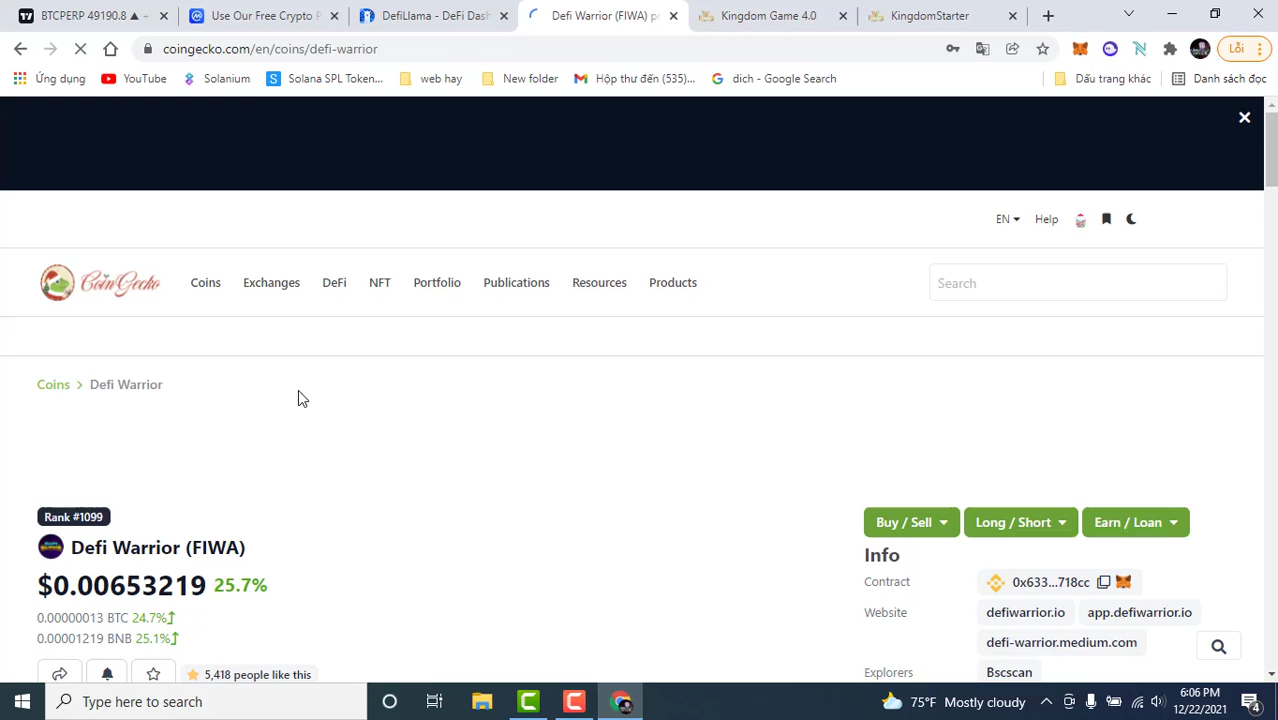 BTCPERP 49190.8 ▲ +
Use Our Free Crypto P
DefiLlama - DeFi Dash
Defi Warrior (FIWA) pr
Kingdom Game 4.0
KingdomStarter
coingecko.com/en/coins/defi-warrior
Lỗi
Ứng dụng
YouTube
Solanium
Solana SPL Token...
web hay
New folder
Hộp thư đến (535)...
dich - Google Search
Dấu trang khác
Danh sách đọc
EN
Help
CoinGecko
Coins
Exchanges
DeFi
NFT
Portfolio
Publications
Resources
Products
Search
Coins > Defi Warrior
Rank #1099
Defi Warrior (FIWA)
$0.00653219 25.7%
0.00000013 BTC 24.7%
0.00001219 BNB 25.1%
5,418 people like this
Buy / Sell
Long / Short
Earn / Loan
Info
Contract
0x633...718cc
Website
defiwarrior.io
app.defiwarrior.io
defi-warrior.medium.com
Explorers
Bscscan
Type here to search
75°F Mostly cloudy
6:06 PM
12/22/2021
4